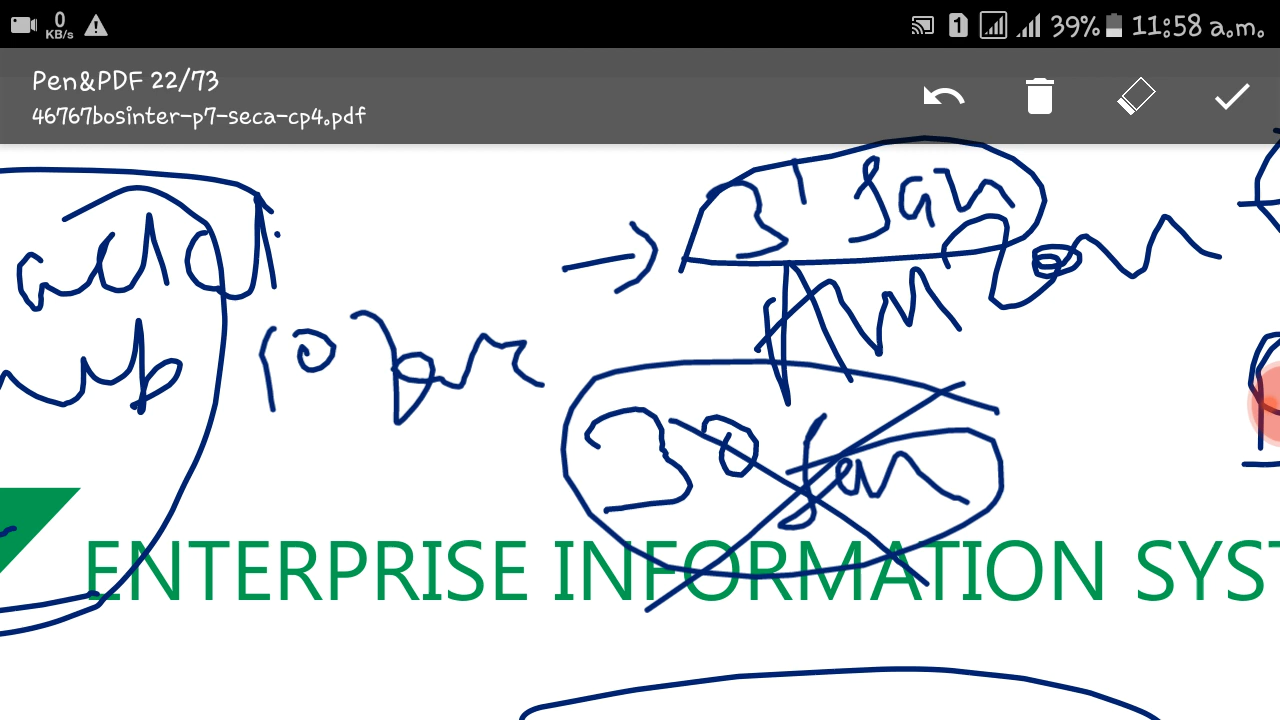 0 KB/s 1 39% 11:58 a.m.
Pen&PDF 22/73
46767bosinter-p7-seca-cp4.pdf
add
→ 31 Jan
10
30 Jan
ENTERPRISE INFORMATION SYST